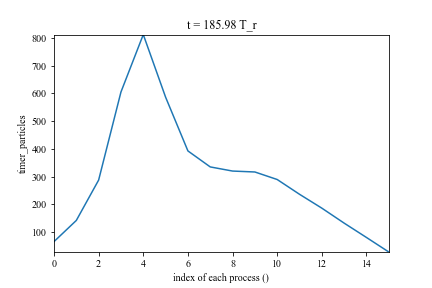 t = 185.98 T_r
800
700
600
500
400
300
200
100
timer_particles
0 2 4 6 8 10 12 14
index of each process ()